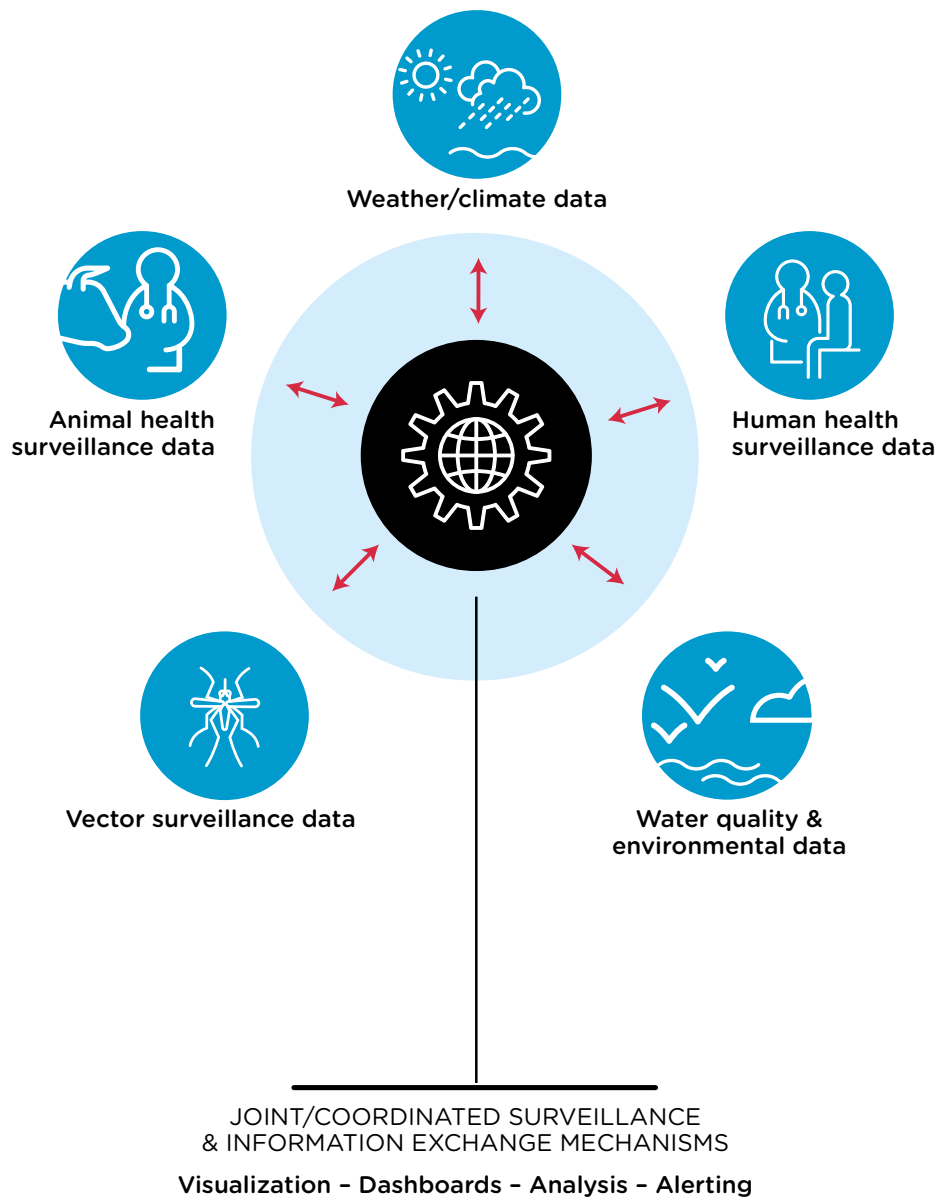 Weather/climate data
Animal health
surveillance data
Human health
surveillance data
Vector surveillance data
Water quality &
environmental data
JOINT/COORDINATED SURVEILLANCE
& INFORMATION EXCHANGE MECHANISMS
Visualization – Dashboards – Analysis – Alerting